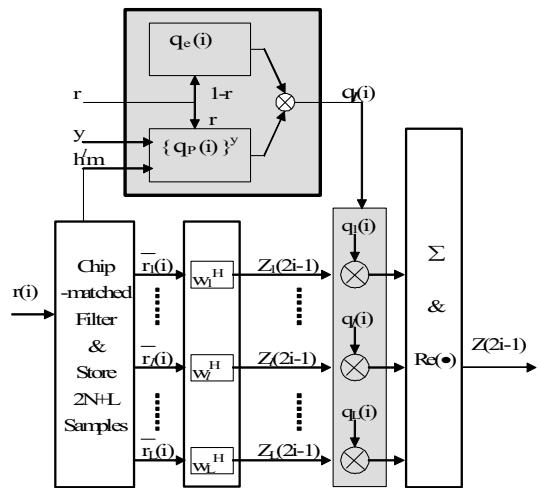 qe(i)
r
1-r
r
q(i)
y
{qP(i)}y
h/m
r(i)
Chip
-matched
Filter
&
Store
2N+L
Samples
r1(i)
w1H
Z1(2i-1)
q1(i)
rl(i)
wlH
Zl(2i-1)
ql(i)
rL(i)
wLH
ZL(2i-1)
qL(i)
Σ
&
Re(•)
Z(2i-1)